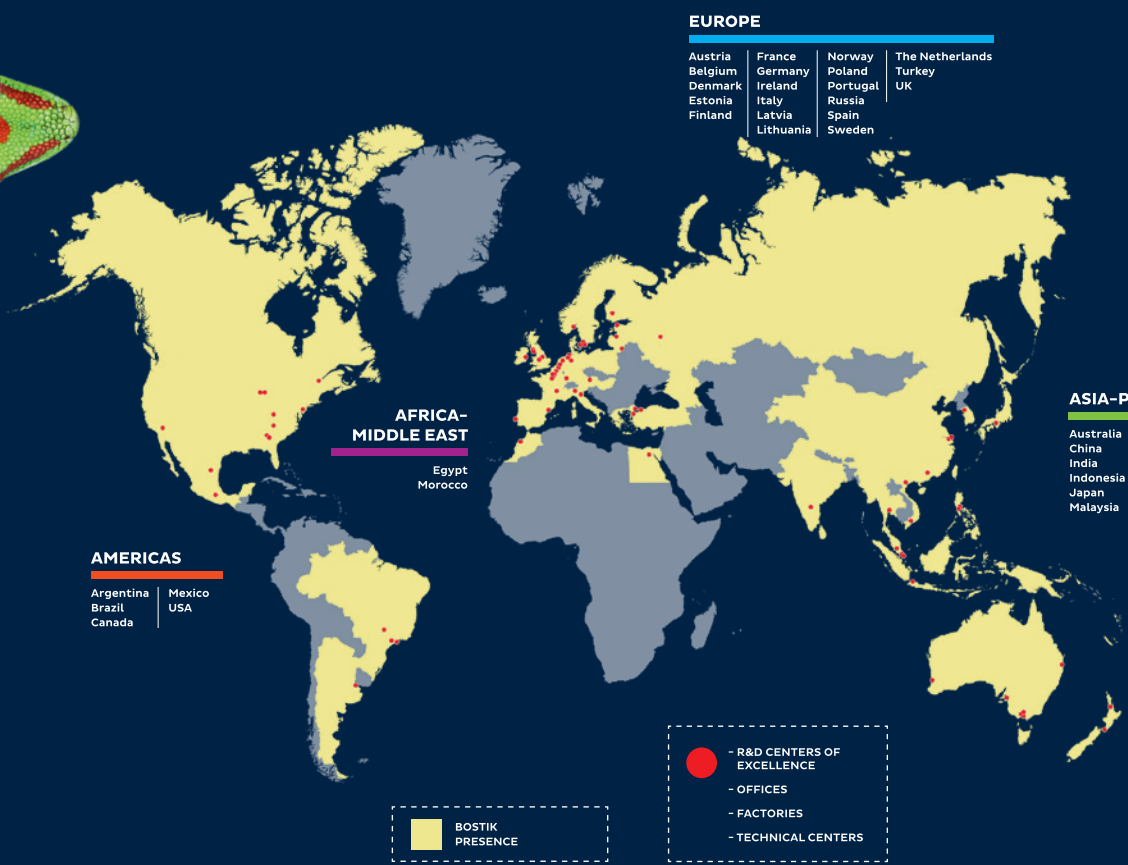 EUROPE
Austria
Belgium
Denmark
Estonia
Finland
France
Germany
Ireland
Italy
Latvia
Lithuania
Norway
Poland
Portugal
Russia
Spain
Sweden
The Netherlands
Turkey
UK
AFRICA-
MIDDLE EAST
Egypt
Morocco
ASIA-P
Australia
China
India
Indonesia
Japan
Malaysia
AMERICAS
Argentina
Brazil
Canada
Mexico
USA
- R&D CENTERS OF
EXCELLENCE
- OFFICES
- FACTORIES
- TECHNICAL CENTERS
BOSTIK
PRESENCE